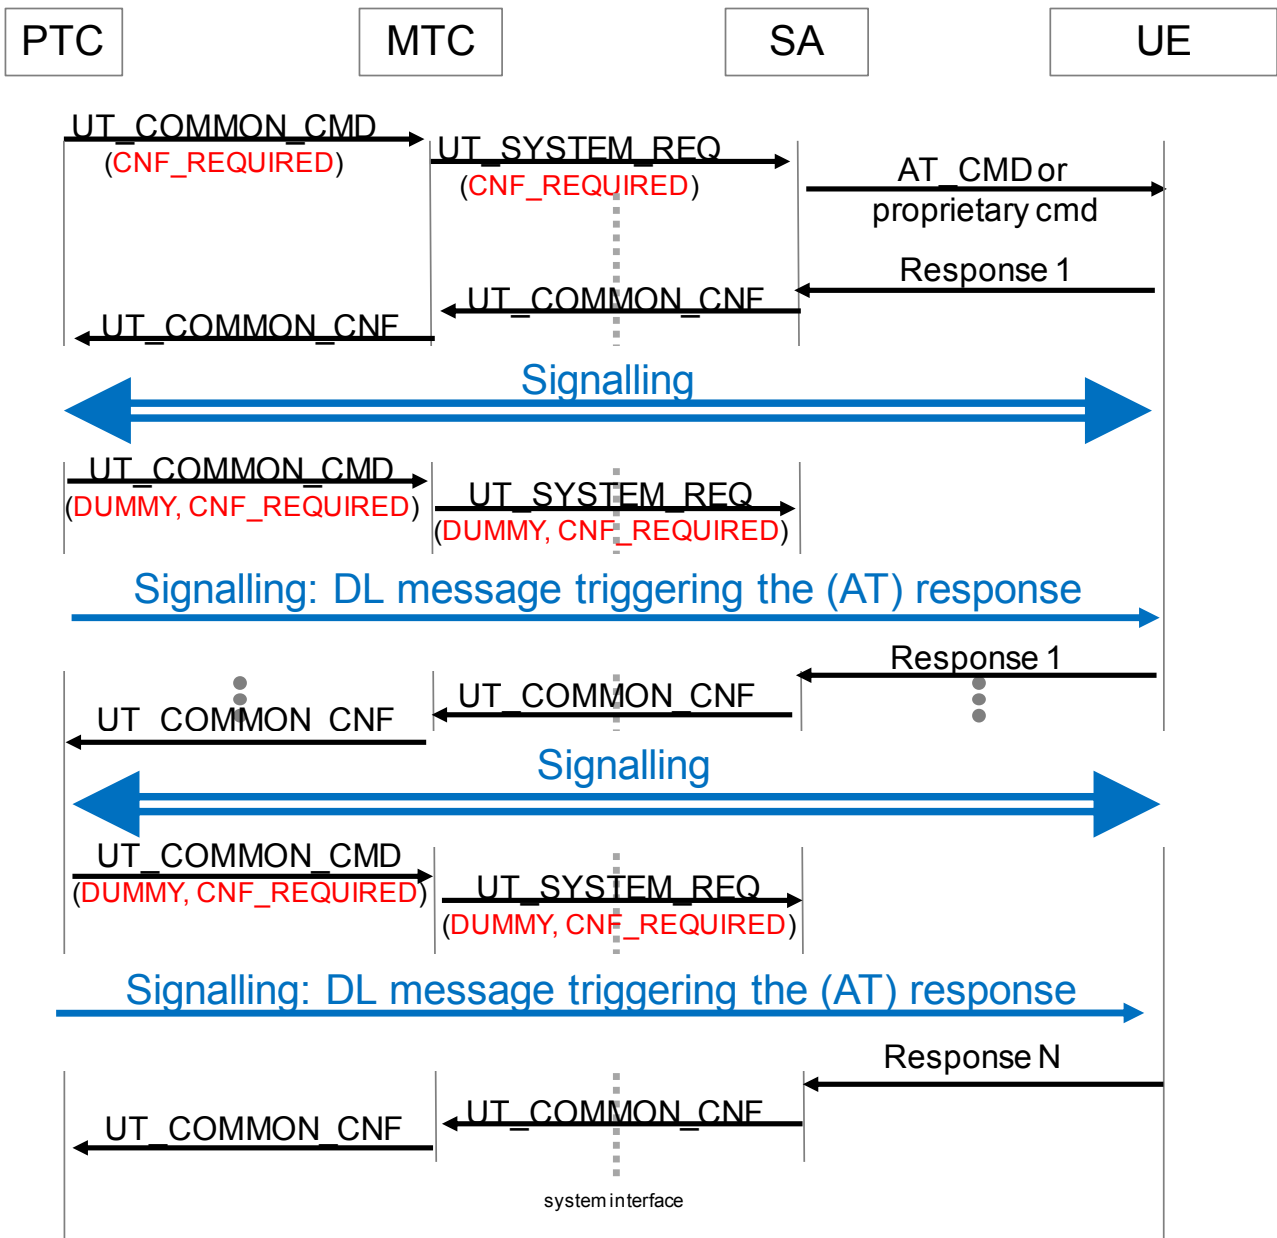 PTC
MTC
SA
UE
UT_COMMON_CMD
(CNF_REQUIRED)
UT_SYSTEM_REQ
(CNF_REQUIRED)
AT_CMD or
proprietary cmd
Response 1
UT_COMMON_CNF
UT_COMMON_CNF
Signalling
UT_COMMON_CMD
(DUMMY, CNF_REQUIRED)
UT_SYSTEM_REQ
(DUMMY, CNF_REQUIRED)
Signalling: DL message triggering the (AT) response
Response 1
UT_COMMON_CNF
UT_COMMON_CNF
Signalling
UT_COMMON_CMD
(DUMMY, CNF_REQUIRED)
UT_SYSTEM_REQ
(DUMMY, CNF_REQUIRED)
Signalling: DL message triggering the (AT) response
Response N
UT_COMMON_CNF
UT_COMMON_CNF
system interface